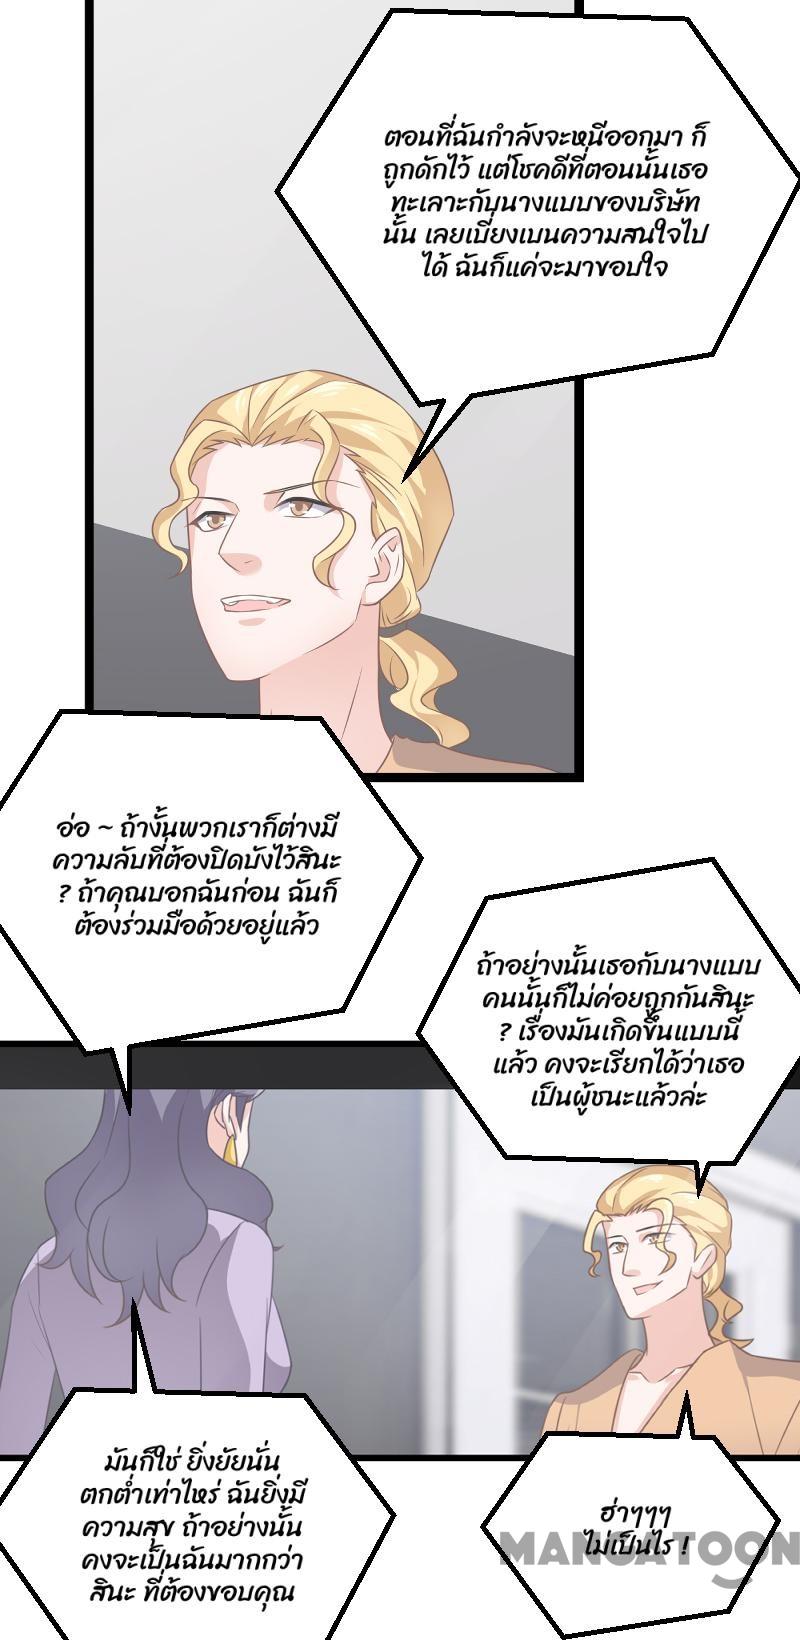 ตอนที่ฉันกำลังจะหนีออกมา ก็
ถูกดักไว้ แต่โชคดีที่ตอนนั้นเธอ
ทะเลาะกับนางแบบของบริษัท
นั้น เลยเบี่ยงเบนความสนใจไป
ได้ ฉันก็แค่จะมาขอบใจ
อ่อ ~ ถ้างั้นพวกเราก็ต่างมี
ความลับที่ต้องปิดบังไว้สินะ
? ถ้าคุณบอกฉันก่อน ฉันก็
ต้องร่วมมือด้วยอยู่แล้ว
ถ้าอย่างนั้นเธอกับนางแบบ
คนนั้นก็ไม่ค่อยถูกกันสินะ
? เรื่องมันเกิดขึ้นแบบนี้
แล้ว คงจะเรียกได้ว่าเธอ
เป็นผู้ชนะแล้วล่ะ
มันก็ใช่ ยิ่งยัยนั่น
ตกต่ำเท่าไหร่ ฉันยิ่งมี
ความสุข ถ้าอย่างนั้น
คงจะเป็นฉันมากกว่า
สินะ ที่ต้องขอบคุณ
ฮ่าๆๆๆ
ไม่เป็นไร !
MANGATOON